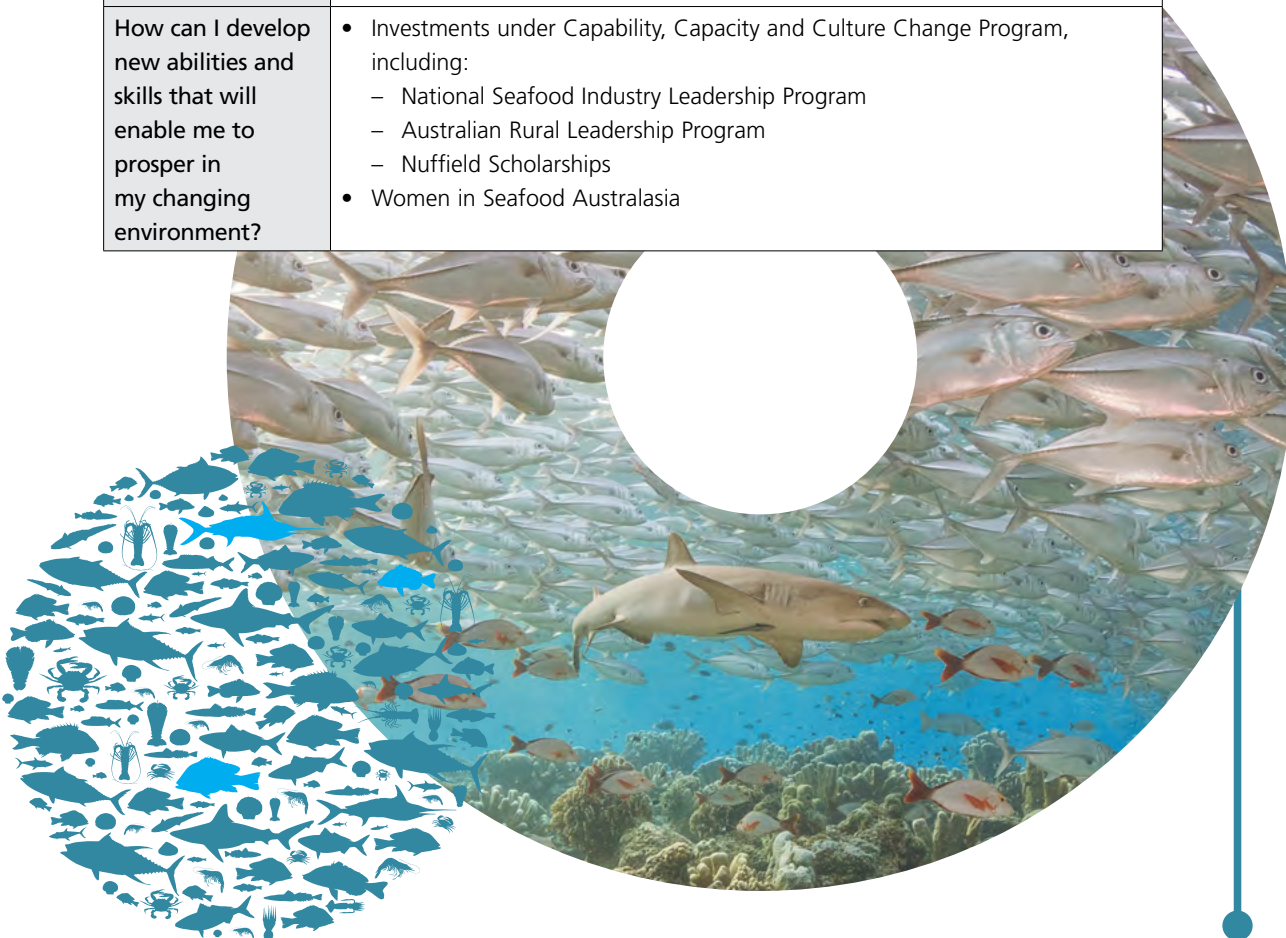 How can I develop
new abilities and
skills that will
enable me to
prosper in
my changing
environment?
• Investments under Capability, Capacity and Culture Change Program,
including:
– National Seafood Industry Leadership Program
– Australian Rural Leadership Program
– Nuffield Scholarships
• Women in Seafood Australasia